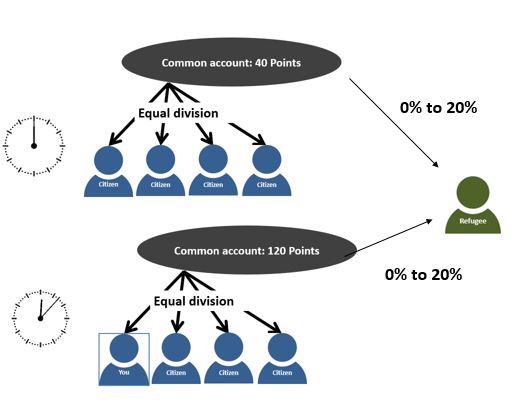 Common account: 40 Points
Equal division
0% to 20%
Citizen Citizen Citizen Citizen
Refugee
Common account: 120 Points
0% to 20%
Equal division
You Citizen Citizen Citizen